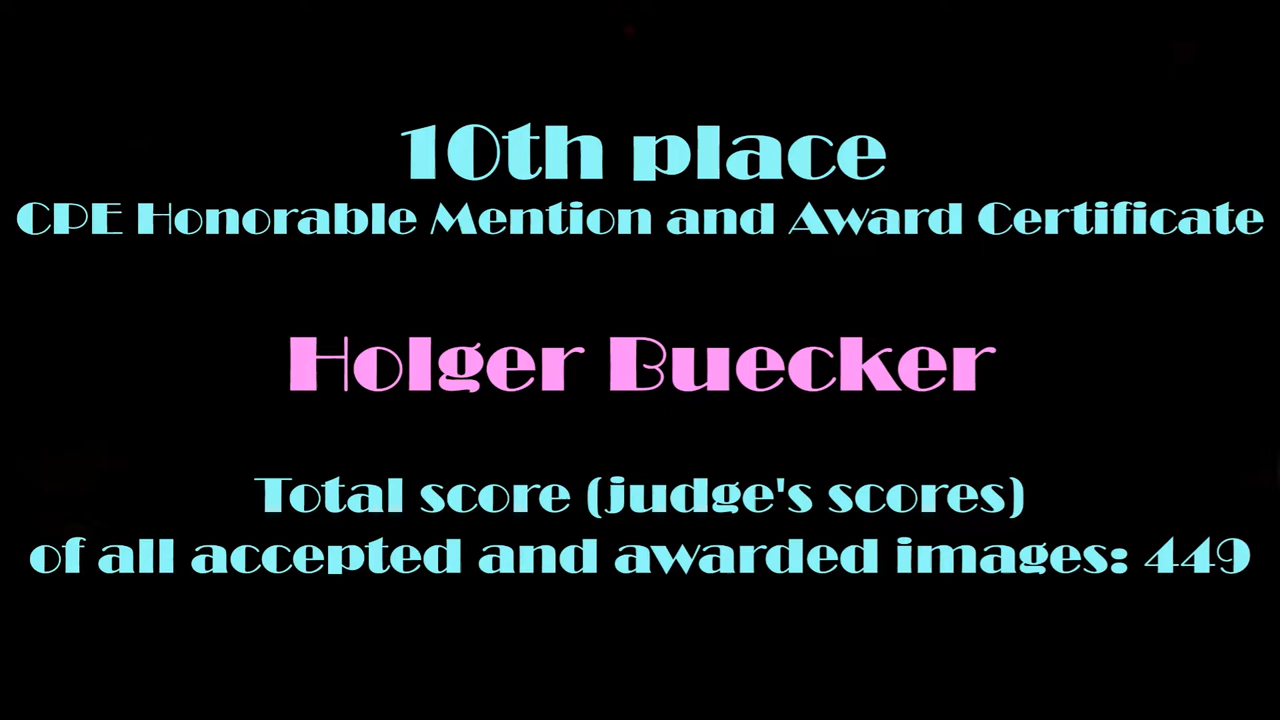 10th place
CPE Honorable Mention and Award Certificate
Holger Buecker
Total score (judge's scores)
of all accepted and awarded images: 449